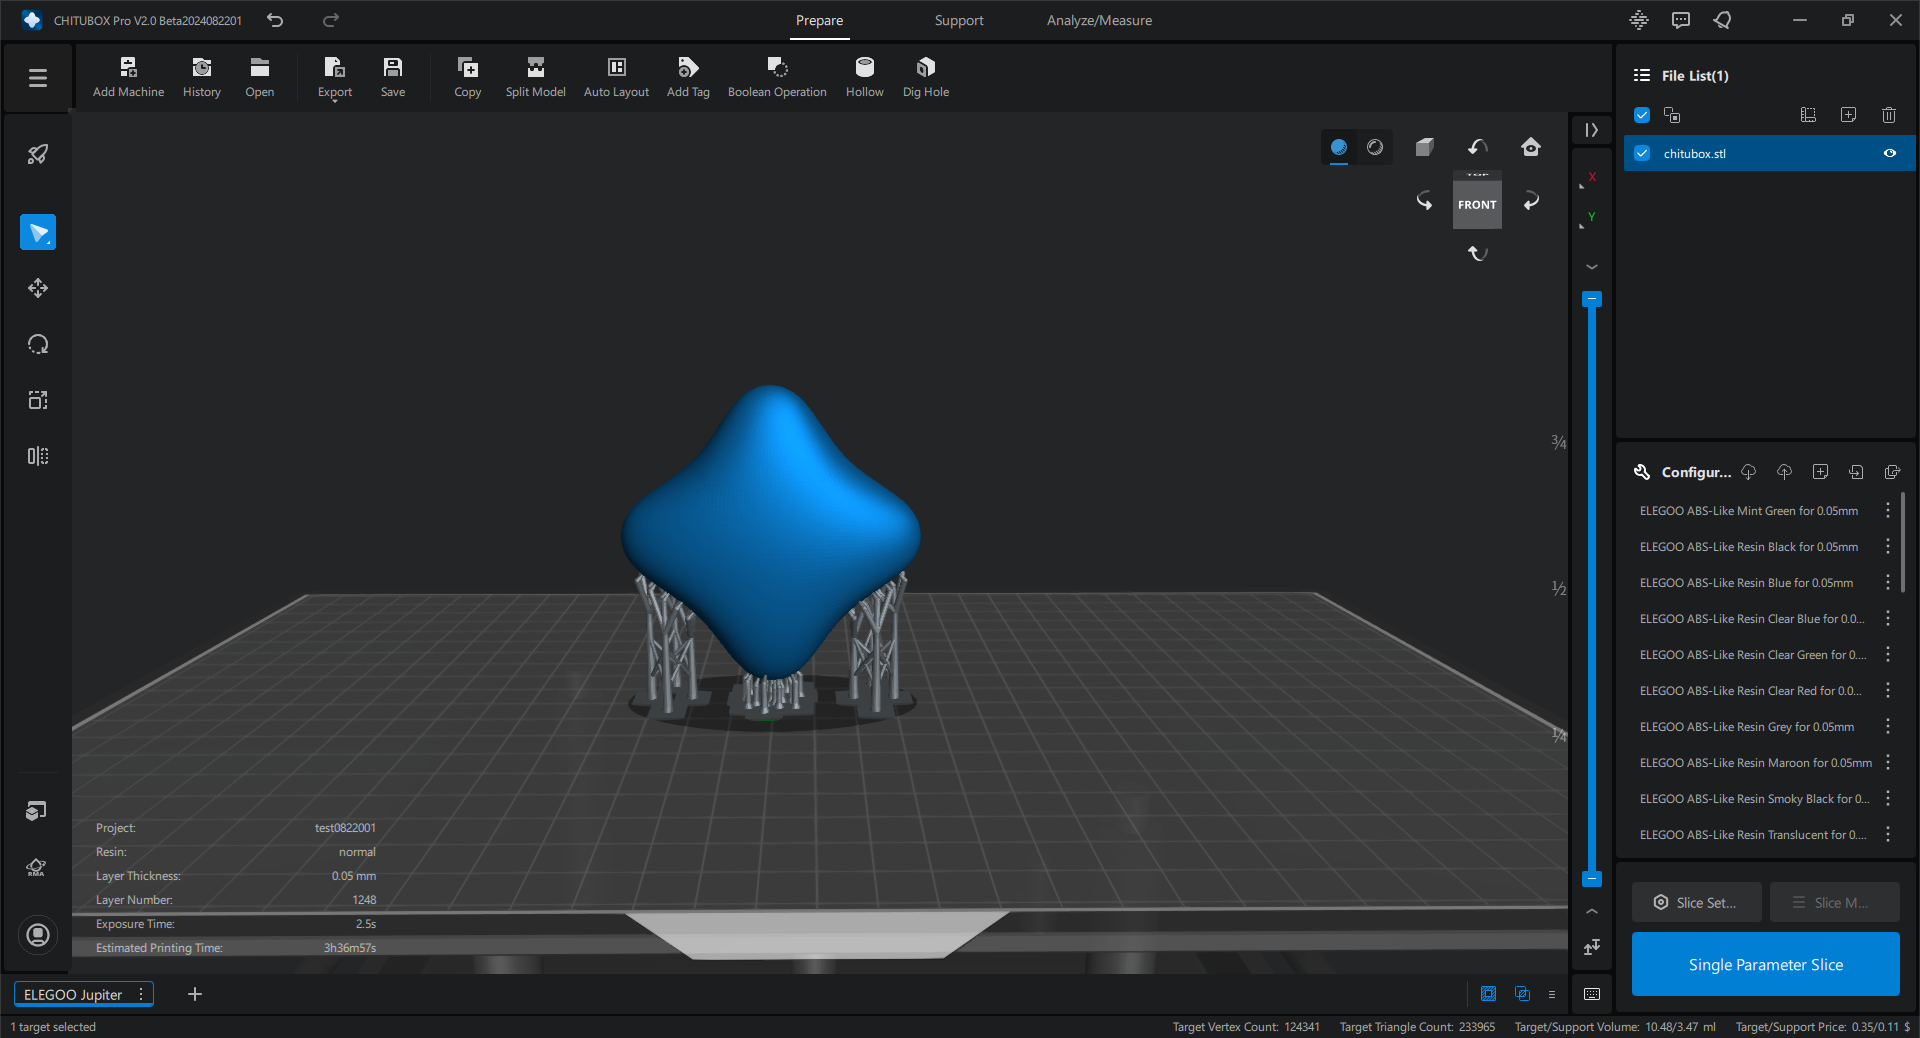 CHITUBOX Pro V2.0 Beta2024082201
Prepare
Support
Analyze/Measure
Add Machine
History
Open
Export
Save
Copy
Split Model
Auto Layout
Add Tag
Boolean Operation
Hollow
Dig Hole
File List(1)
chitubox.stl
TOP
FRONT
X
Y
¾
½
¼
Configur...
ELEGOO ABS-Like Mint Green for 0.05mm
ELEGOO ABS-Like Resin Black for 0.05mm
ELEGOO ABS-Like Resin Blue for 0.05mm
ELEGOO ABS-Like Resin Clear Blue for 0.0...
ELEGOO ABS-Like Resin Clear Green for 0....
ELEGOO ABS-Like Resin Clear Red for 0.0...
ELEGOO ABS-Like Resin Grey for 0.05mm
ELEGOO ABS-Like Resin Maroon for 0.05mm
ELEGOO ABS-Like Resin Smoky Black for 0...
ELEGOO ABS-Like Resin Translucent for 0....
RMA
Project: test0822001
Resin: normal
Layer Thickness: 0.05 mm
Layer Number: 1248
Exposure Time: 2.5s
Estimated Printing Time: 3h36m57s
Slice Set...
Slice M...
Single Parameter Slice
ELEGOO Jupiter
1 target selected
Target Vertex Count: 124341
Target Triangle Count: 233965
Target/Support Volume: 10.48/3.47 ml
Target/Support Price: 0.35/0.11 $